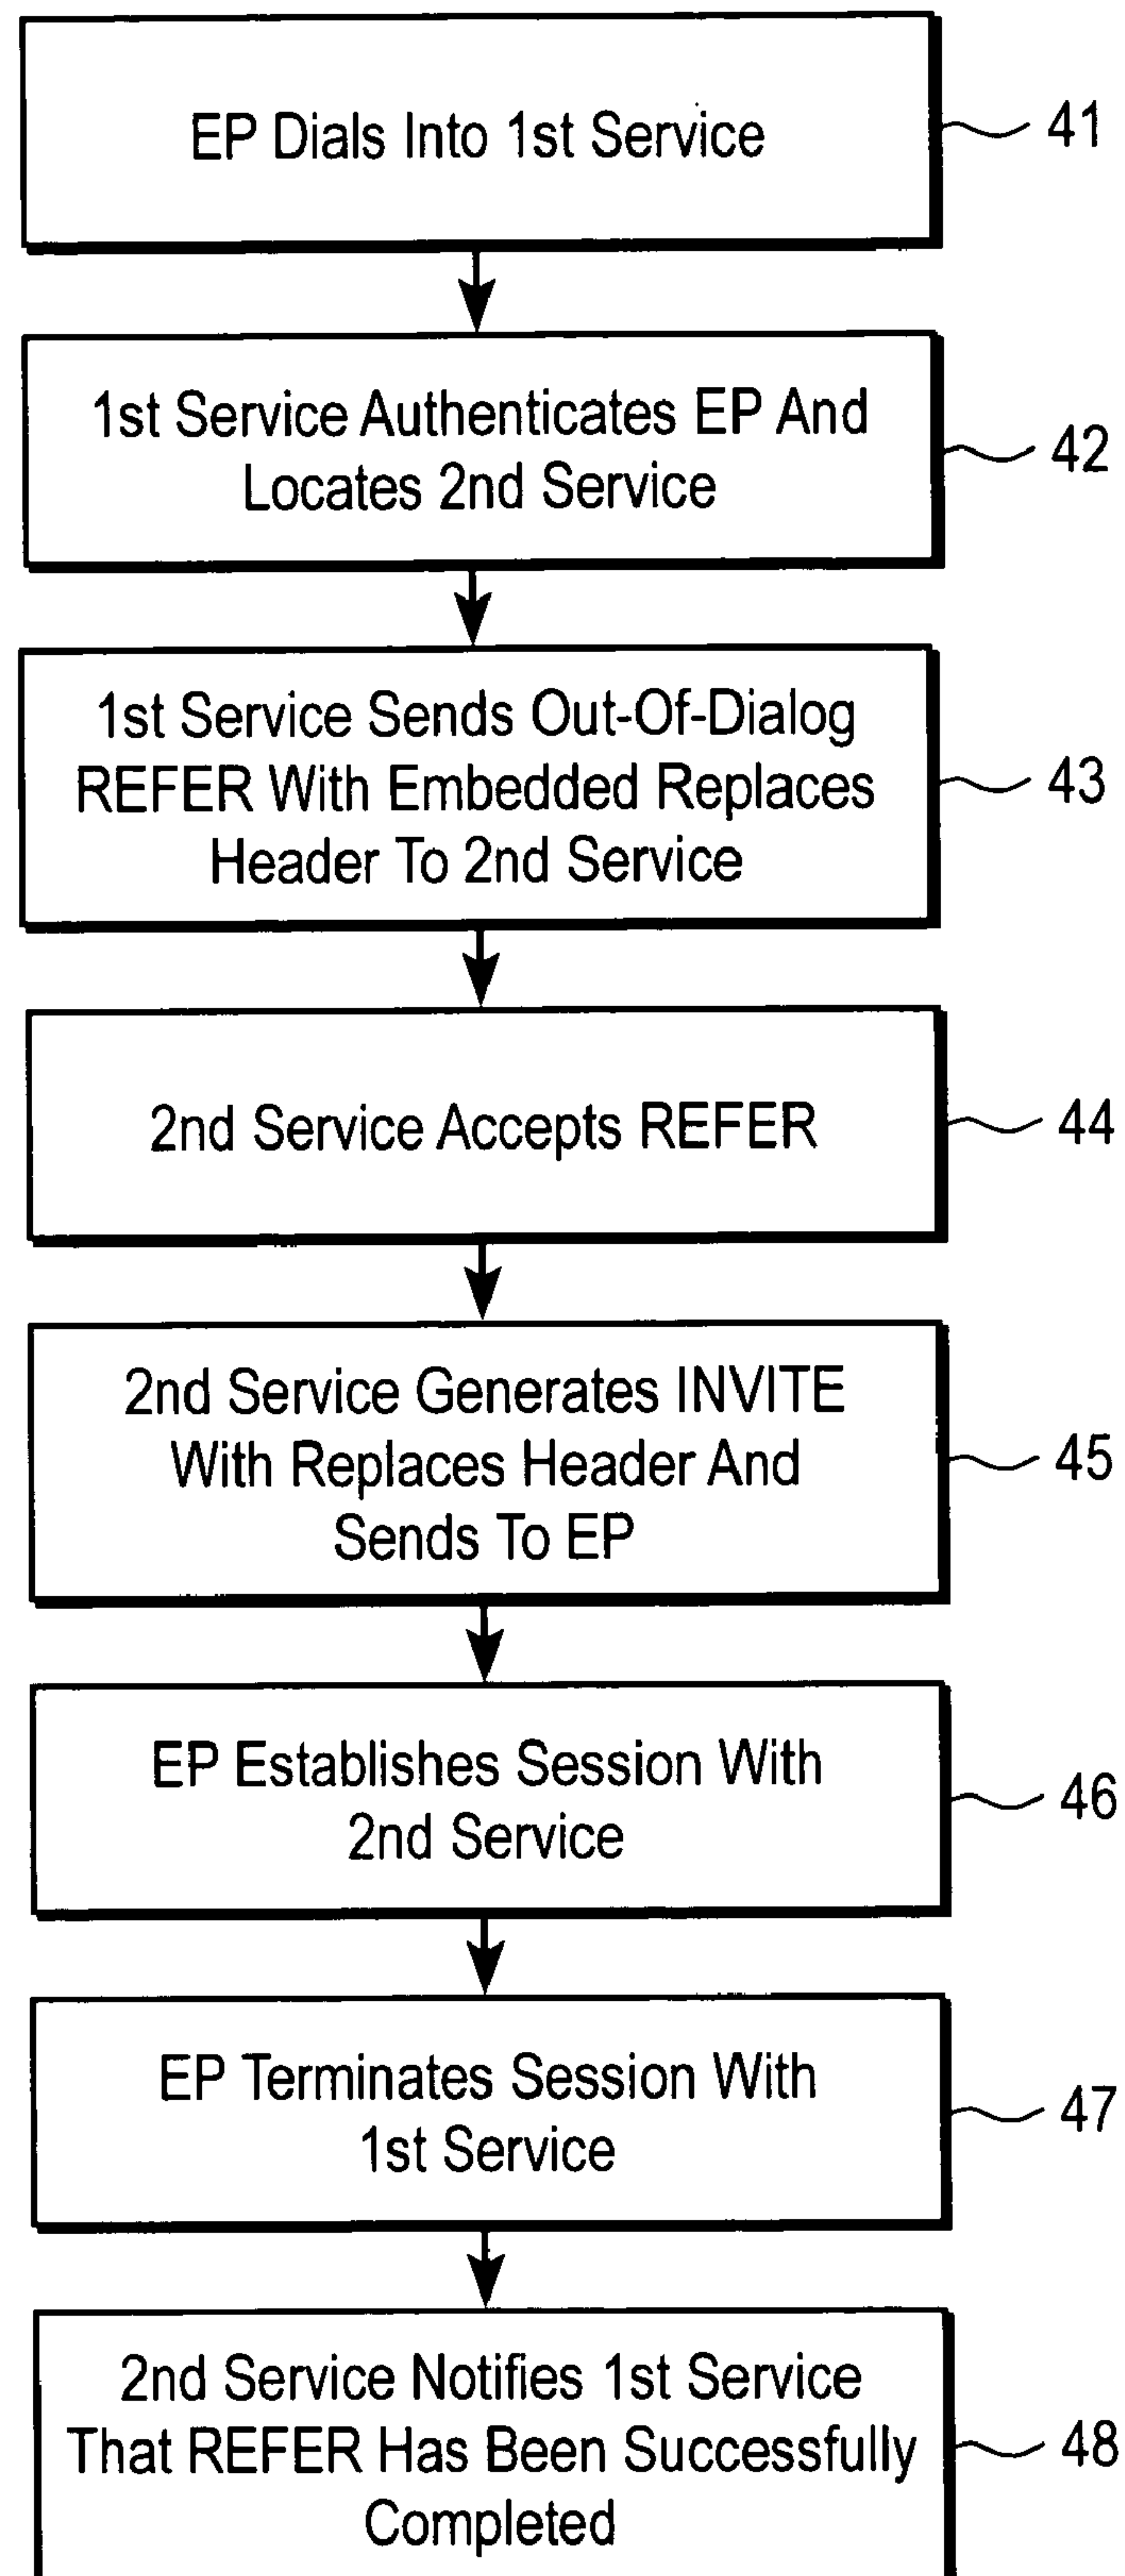 EP Dials Into 1st Service
41
1st Service Authenticates EP And
Locates 2nd Service
42
1st Service Sends Out-Of-Dialog
REFER With Embedded Replaces
Header To 2nd Service
43
2nd Service Accepts REFER
44
2nd Service Generates INVITE
With Replaces Header And
Sends To EP
45
EP Establishes Session With
2nd Service
46
EP Terminates Session With
1st Service
47
2nd Service Notifies 1st Service
That REFER Has Been Successfully
Completed
48